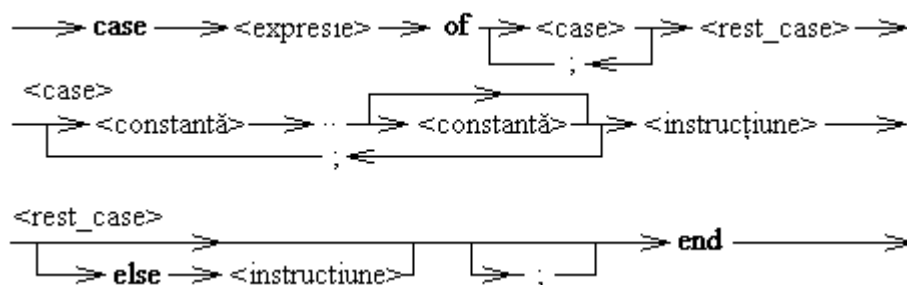 case <expresie> of <case> <rest_case>
;
<case>
<constantă> .. <constantă> <instrucțiune>
;
<rest_case>
end
else <instructiune> ;